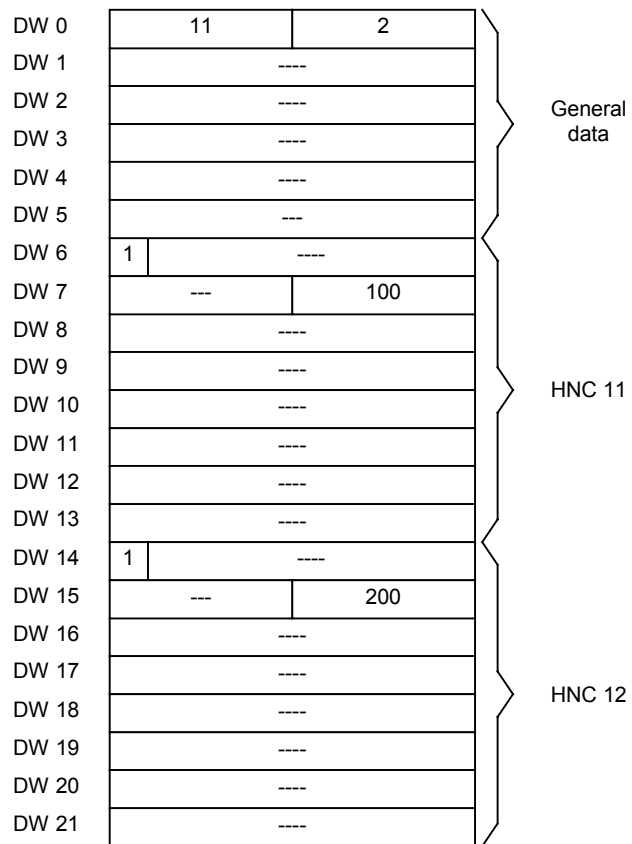 DW 0 11 2
DW 1 ----
DW 2 ----
General
DW 3 ----
data
DW 4 ----
DW 5 ---
DW 6 1 ----
DW 7 --- 100
DW 8 ----
DW 9 ----
HNC 11
DW 10 ----
DW 11 ----
DW 12 ----
DW 13 ----
DW 14 1 ----
DW 15 --- 200
DW 16 ----
DW 17 ----
HNC 12
DW 18 ----
DW 19 ----
DW 20 ----
DW 21 ----